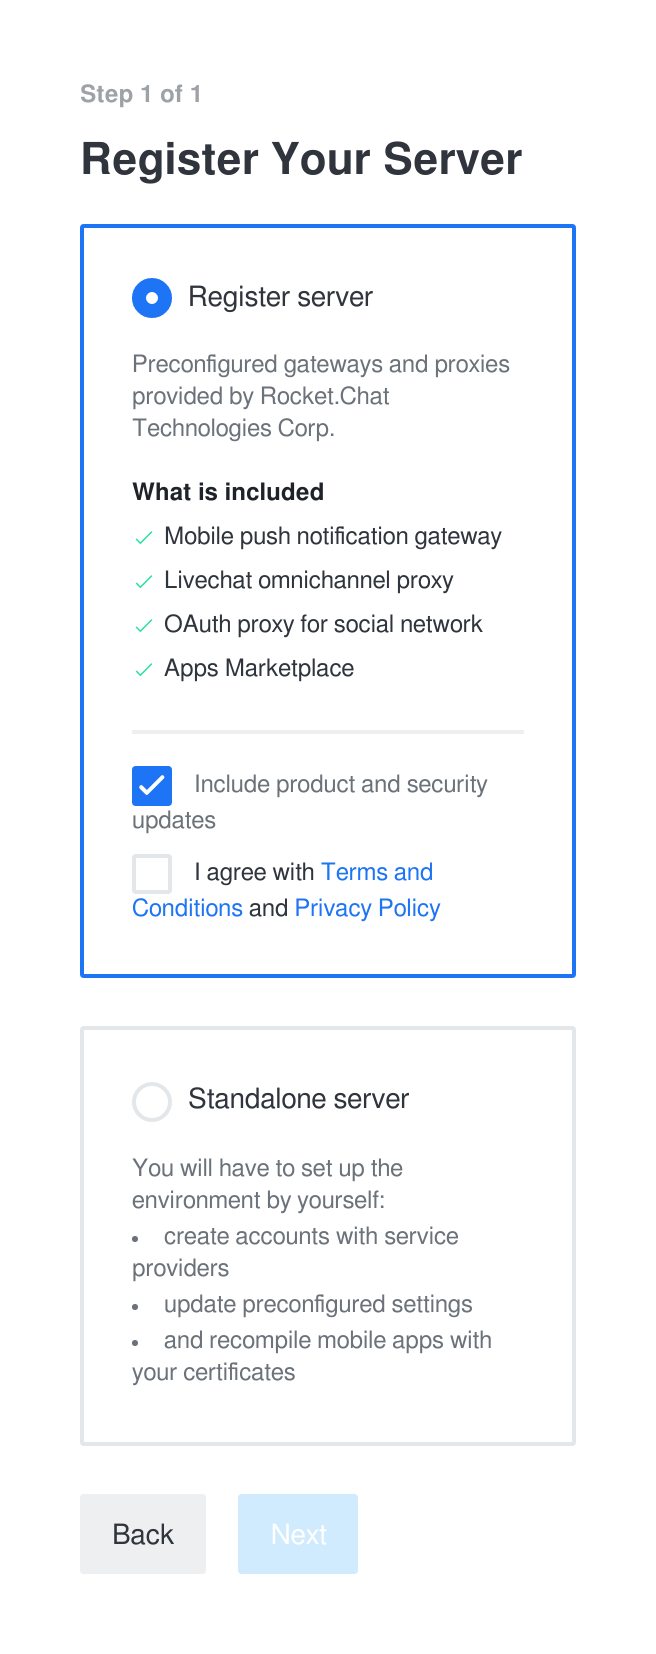 Step 1 of 1
Register Your Server
Register server
Preconfigured gateways and proxies
provided by Rocket.Chat
Technologies Corp.
What is included
Mobile push notification gateway
Livechat omnichannel proxy
OAuth proxy for social network
Apps Marketplace
Include product and security
updates
I agree with Terms and
Conditions and Privacy Policy
Standalone server
You will have to set up the
environment by yourself:
• create accounts with service
providers
• update preconfigured settings
• and recompile mobile apps with
your certificates
Back
Next